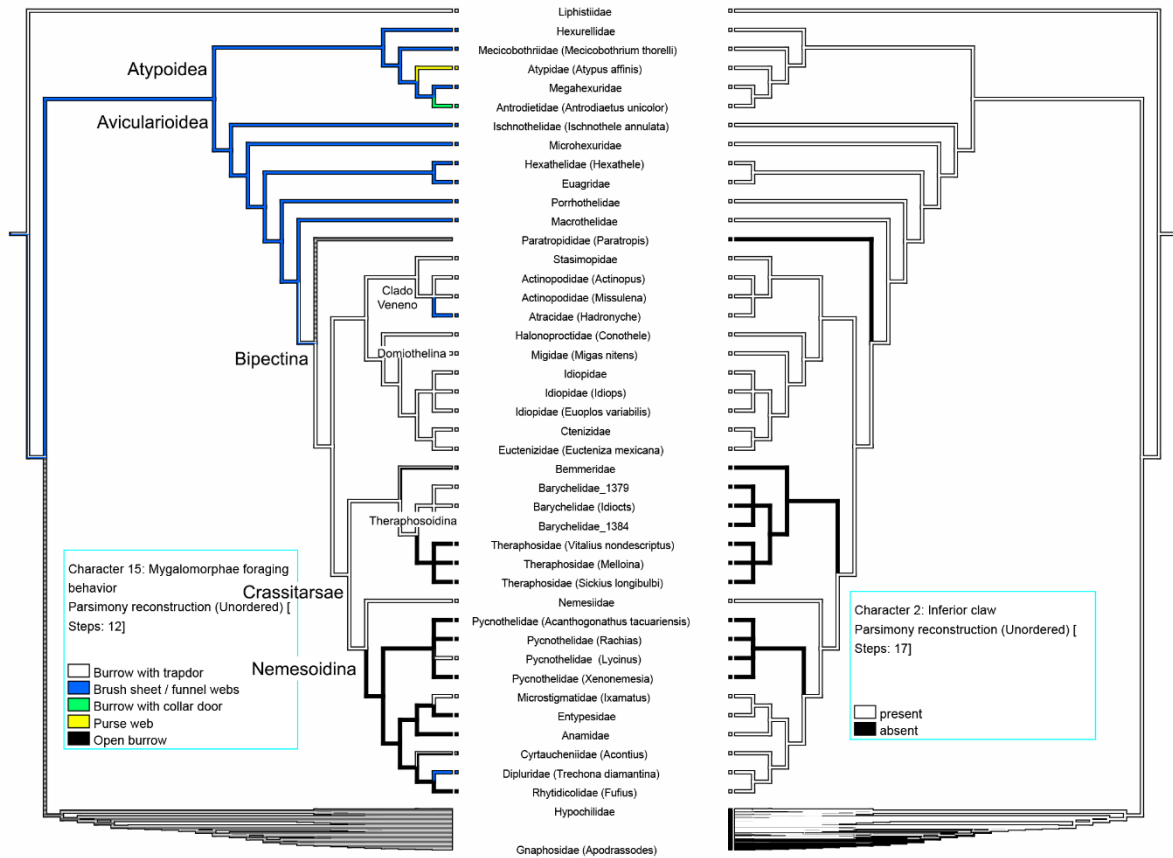 Liphistiidae
Hexurellidae
Mecicobothriidae (Mecicobothrium thorelli)
Atypoidea
Atypidae (Atypus affinis)
Megahexuridae
Antrodietidae (Antrodiaetus unicolor)
Avicularioidea
Ischnothelidae (Ischnothele annulata)
Microhexuridae
Hexathelidae (Hexathele)
Euagridae
Porrhothelidae
Macrothelidae
Paratropididae (Paratropis)
Stasimopidae
Actinopodidae (Actinopus)
Clado
Veneno
Actinopodidae (Missulena)
Atracidae (Hadronyche)
Halonoproctidae (Conothele)
Bipectina
Domiothelina
Migidae (Migas nitens)
Idiopidae
Idiopidae (Idiops)
Idiopidae (Euoplos variabilis)
Ctenizidae
Euctenizidae (Eucteniza mexicana)
Bemmeridae
Barychelidae_1379
Barychelidae (Idiocts)
Theraphosoidina
Barychelidae_1384
Theraphosidae (Vitalius nondescriptus)
Theraphosidae (Melloina)
Theraphosidae (Sickius longibulbi)
Crassitarsae
Nemesiidae
Pycnothelidae (Acanthogonathus tacuariensis)
Pycnothelidae (Rachias)
Pycnothelidae (Lycinus)
Nemesoidina
Pycnothelidae (Xenonemesia)
Microstigmatidae (Ixamatus)
Entypesidae
Anamidae
Cyrtaucheniidae (Acontius)
Dipluridae (Trechona diamantina)
Rhytidicolidae (Fufius)
Hypochilidae
Gnaphosidae (Apodrassodes)
Character 15: Mygalomorphae foraging
behavior
Parsimony reconstruction (Unordered) [
Steps: 12]
Burrow with trapdor
Brush sheet / funnel webs
Burrow with collar door
Purse web
Open burrow
Character 2: Inferior claw
Parsimony reconstruction (Unordered) [
Steps: 17]
present
absent